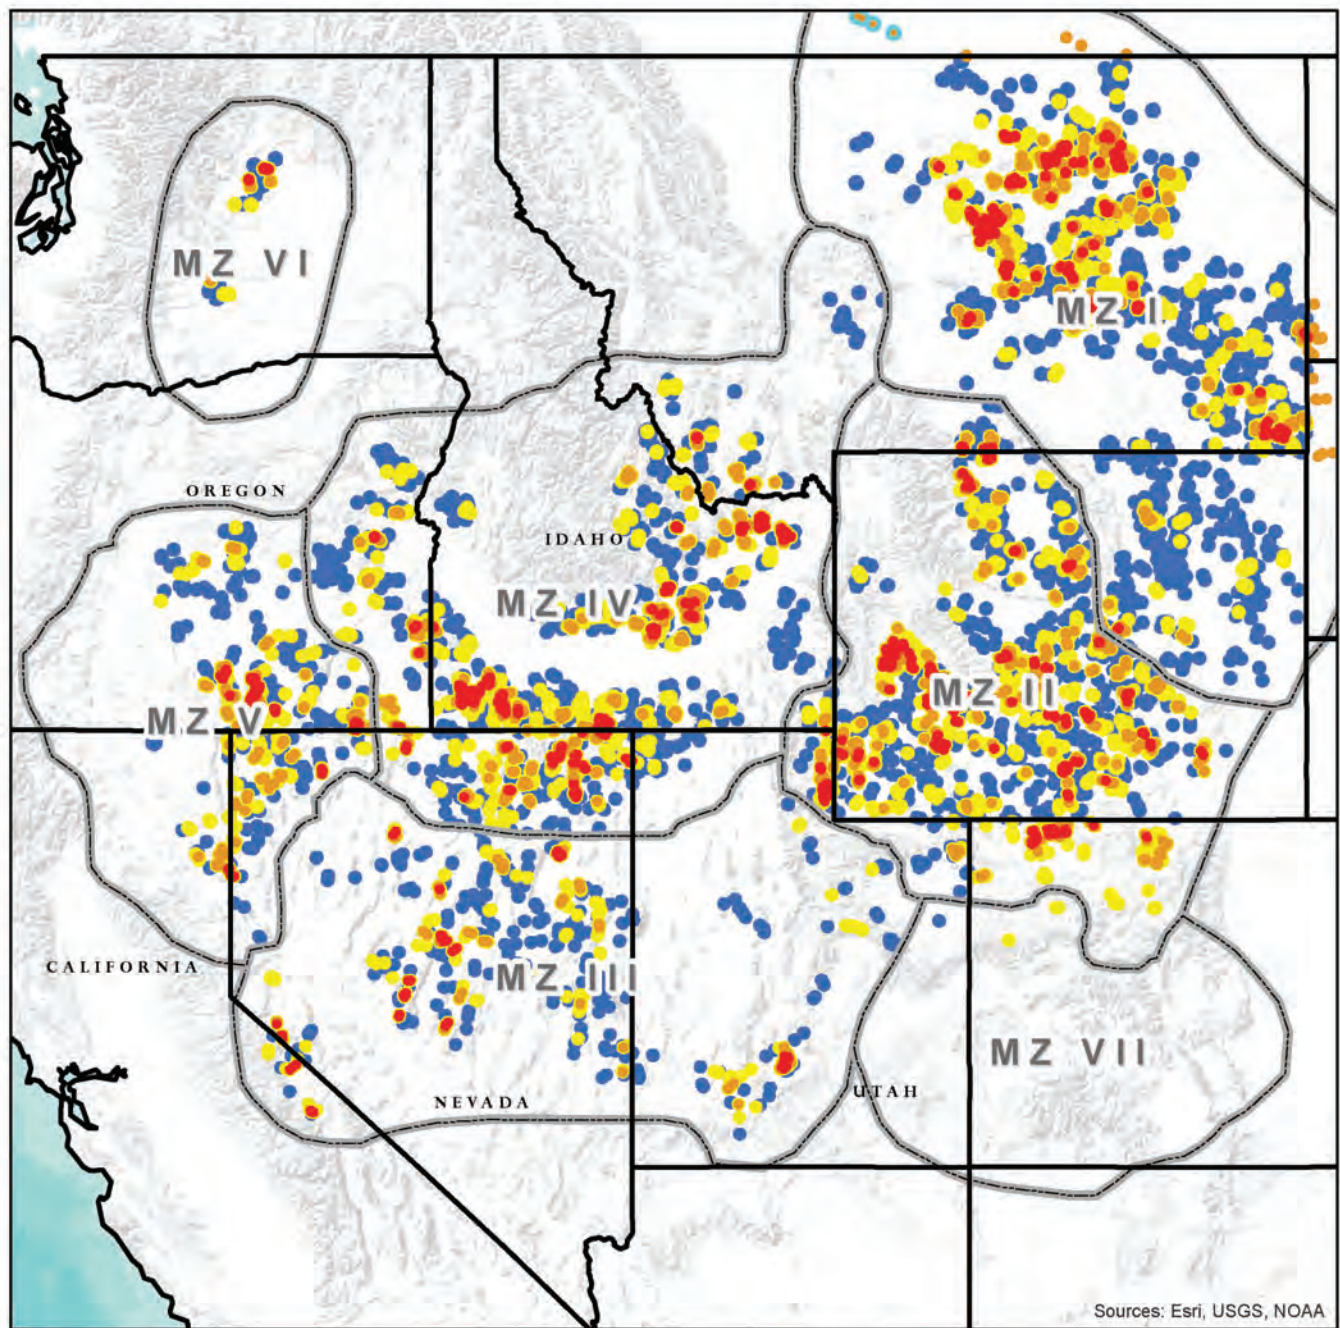 MZ VI
MZ I
OREGON
IDAHO
MZ IV
MZ II
MZ V
CALIFORNIA
MZ III
MZ VII
UTAH
NEVADA
Sources: Esri, USGS, NOAA